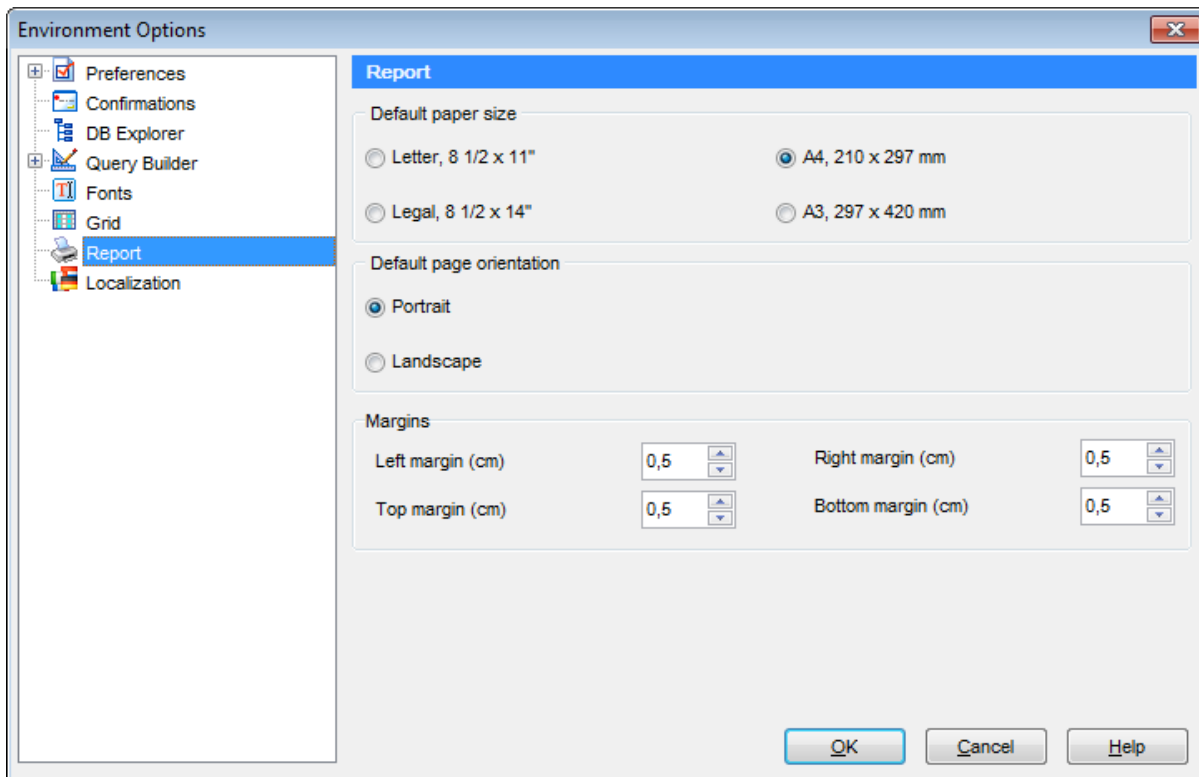 Environment Options
Preferences
Confirmations
DB Explorer
Query Builder
Fonts
Grid
Report
Localization
Report
Default paper size
Letter, 8 1/2 x 11"
A4, 210 x 297 mm
Legal, 8 1/2 x 14"
A3, 297 x 420 mm
Default page orientation
Portrait
Landscape
Margins
Left margin (cm) 0,5
Right margin (cm) 0,5
Top margin (cm) 0,5
Bottom margin (cm) 0,5
OK Cancel Help